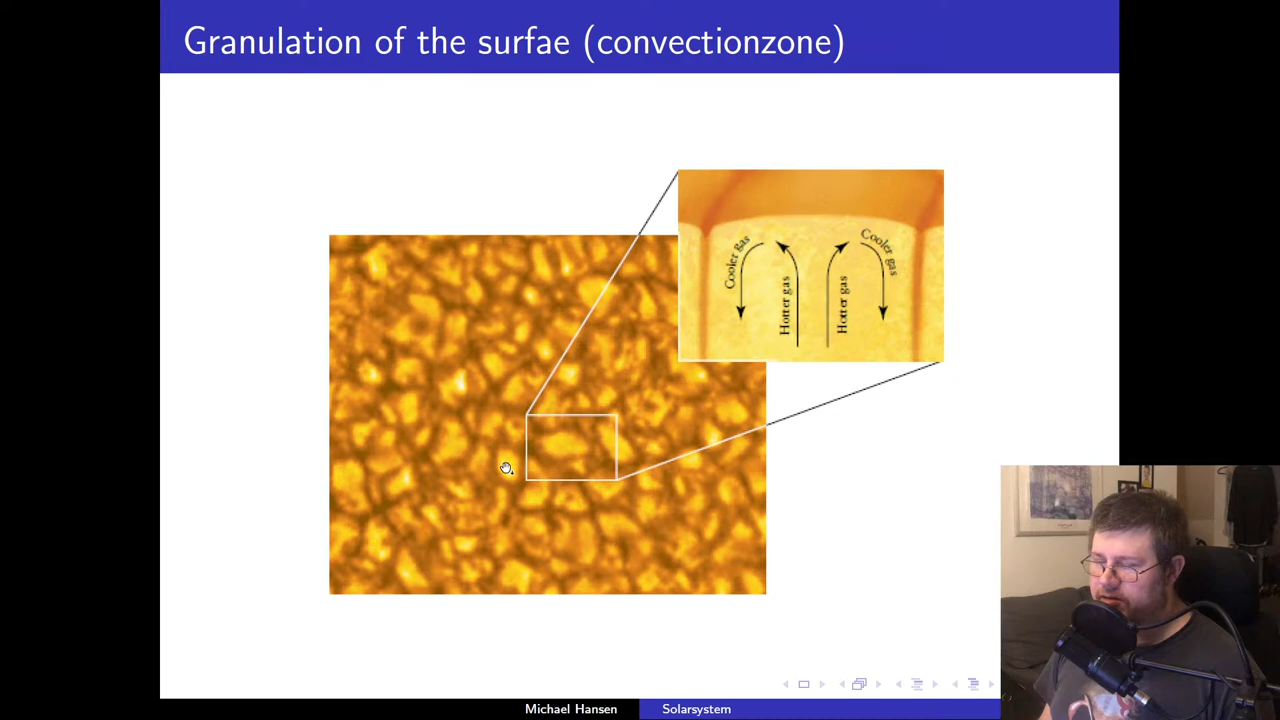 Granulation of the surfae (convectionzone)
Cooler gas
Hotter gas
Hotter gas
Cooler gas
Michael Hansen
Solarsystem